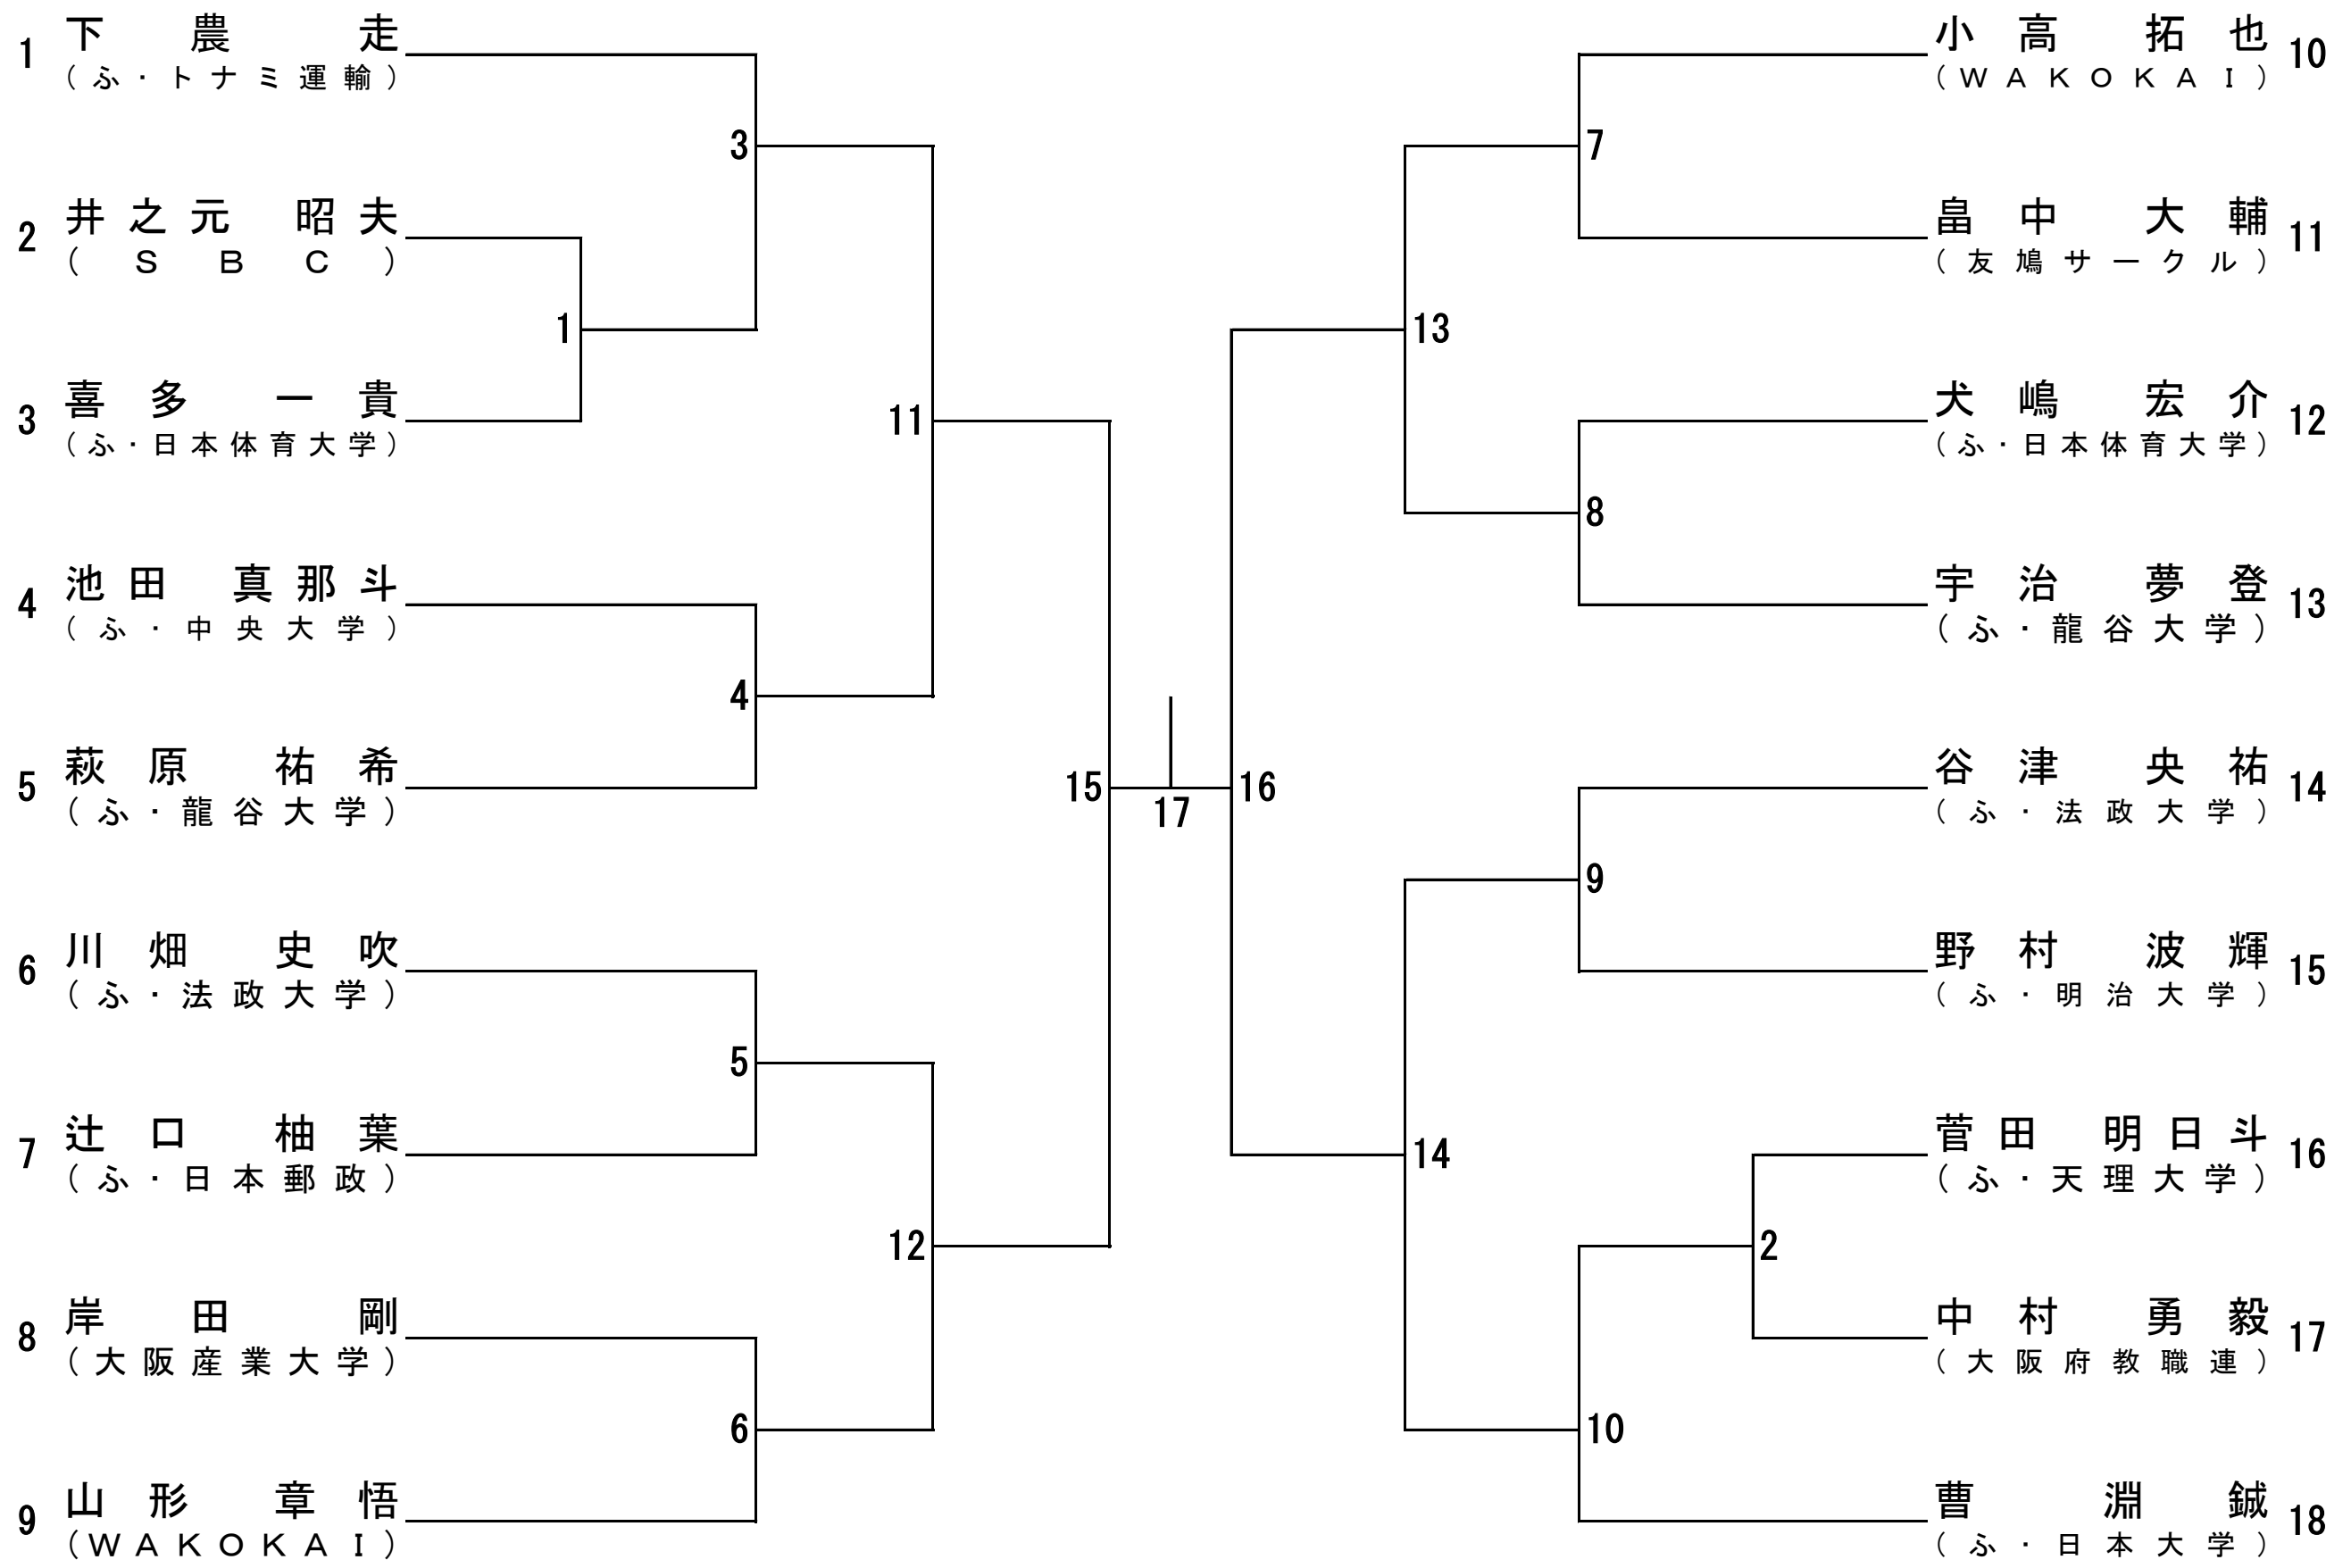 1 下農 走
(ふ・トナミ運輸)
3
2 井之元 昭夫
(SBC)
1
3 喜多 一貴
(ふ・日本体育大学)
11
4 池田 真那斗
(ふ・中央大学)
4
5 萩原 祐希
(ふ・龍谷大学)
15
6 川畑 史吹
(ふ・法政大学)
5
7 辻口 柚葉
(ふ・日本郵政)
12
8 岸田 剛
(大阪産業大学)
6
9 山形 章悟
(WAKOKAI)
17
小高 拓也 10
(WAKOKAI)
7
畠中 大輔 11
(友鳩サークル)
13
犬嶋 宏介 12
(ふ・日本体育大学)
8
宇治 夢登 13
(ふ・龍谷大学)
16
谷津 央祐 14
(ふ・法政大学)
9
野村 波輝 15
(ふ・明治大学)
14
菅田 明日斗 16
(ふ・天理大学)
2
中村 勇毅 17
(大阪府教職連)
10
曹 淵鋮 18
(ふ・日本大学)